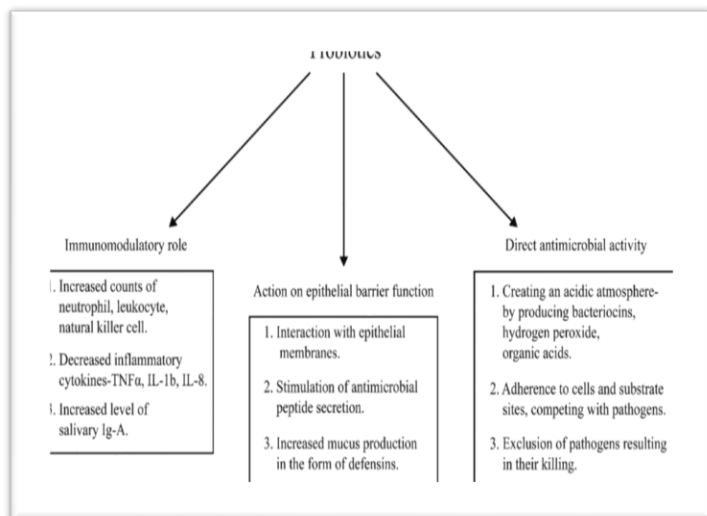 Probiotics
Immunomodulatory role
1. Increased counts of
neutrophil, leukocyte,
natural killer cell.
2. Decreased inflammatory
cytokines-TNFα, IL-1b, IL-8.
3. Increased level of
salivary Ig-A.
Action on epithelial barrier function
1. Interaction with epithelial
membranes.
2. Stimulation of antimicrobial
peptide secretion.
3. Increased mucus production
in the form of defensins.
Direct antimicrobial activity
1. Creating an acidic atmosphere-
by producing bacteriocins,
hydrogen peroxide,
organic acids.
2. Adherence to cells and substrate
sites, competing with pathogens.
3. Exclusion of pathogens resulting
in their killing.